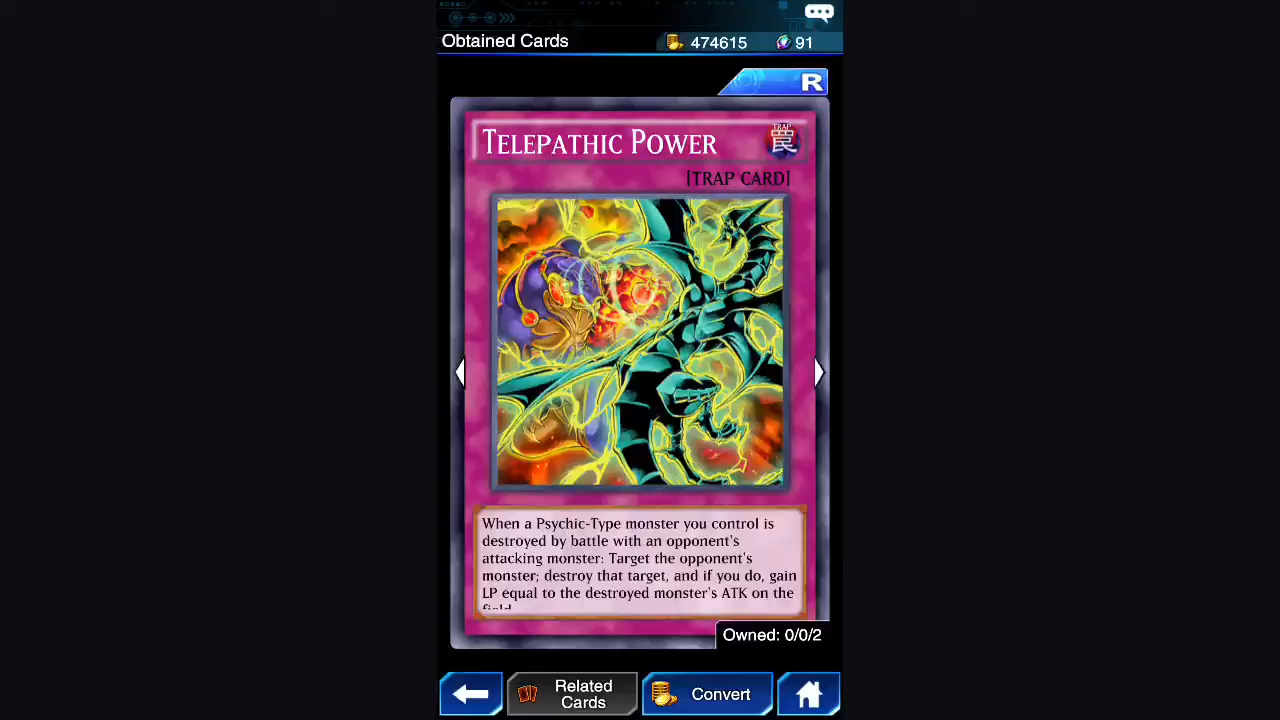 Obtained Cards
474615
91
R
TELEPATHIC POWER
TRAP
罠
[TRAP CARD]
When a Psychic-Type monster you control is
destroyed by battle with an opponent's
attacking monster: Target the opponent's
monster; destroy that target, and if you do, gain
LP equal to the destroyed monster's ATK on the
Owned: 0/0/2
Related
Cards
Convert